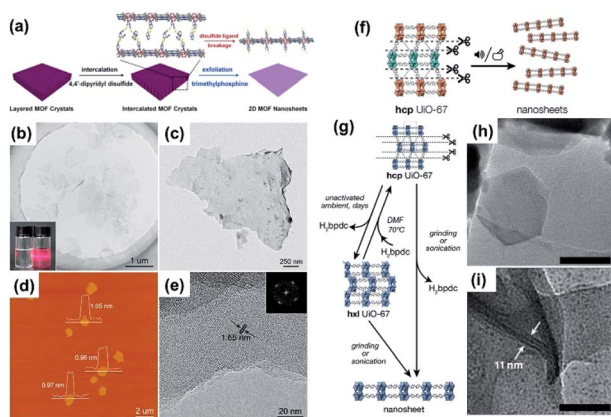 (a)
disulfide-ligand
breakage
intercalation
4,4'-dipyridyl disulfide
exfoliation
trimethylphosphine
Layered MOF Crystals
Intercalated MOF Crystals
2D MOF Nanosheets
(b)
1 um
(c)
250 nm
(d)
1.05 nm
0.96 nm
0.97 nm
2 um
(e)
1.65 nm
20 nm
(f)
hcp UiO-67
nanosheets
(g)
hcp UiO-67
unactivated
ambient, days
H₂bpdc
DMF
70°C
H₂bpdc
grinding
or
sonication
H₂bpdc
hxl UiO-67
grinding
or
sonication
nanosheet
(h)
(i)
11 nm